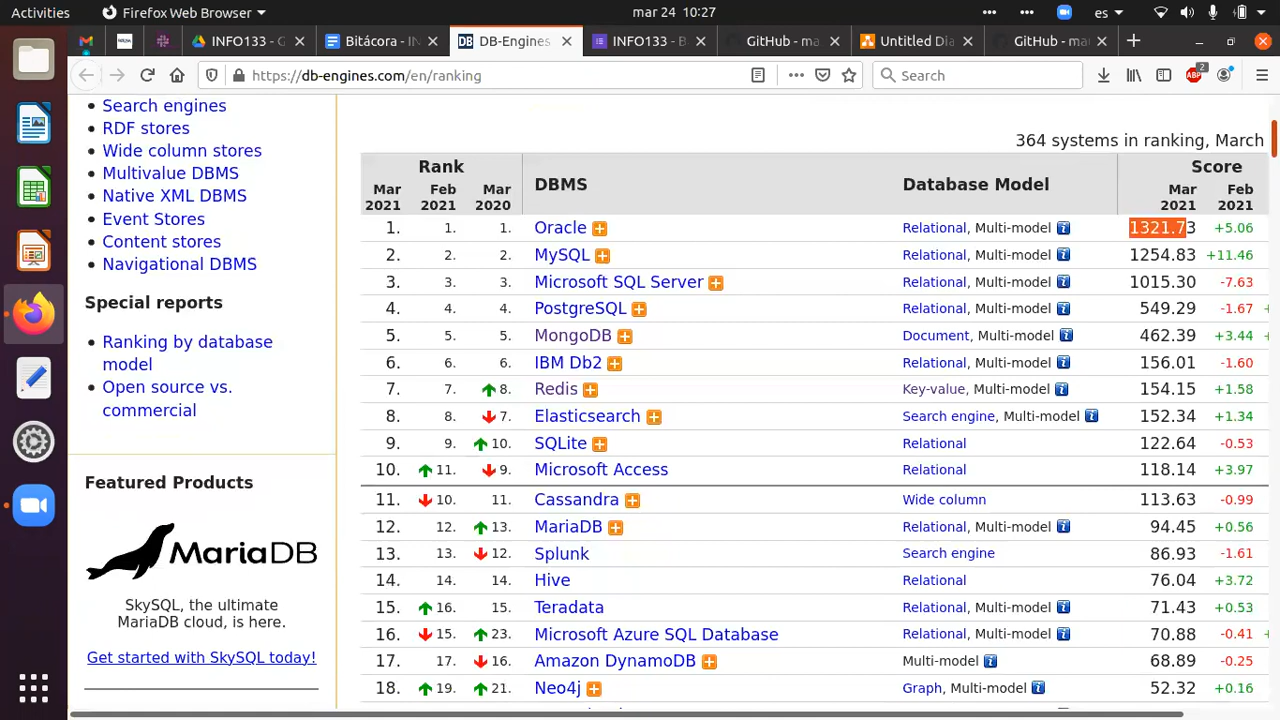 Activities Firefox Web Browser mar 24 10:27 es
INFO133 - G Bitácora - IN DB-Engines INFO133 - B GitHub - ma Untitled Dia GitHub - ma
https://db-engines.com/en/ranking Search ABP 2
Search engines
RDF stores
Wide column stores
Multivalue DBMS
Native XML DBMS
Event Stores
Content stores
Navigational DBMS
Special reports
Ranking by database
model
Open source vs.
commercial
Featured Products
MariaDB
SkySQL, the ultimate
MariaDB cloud, is here.
Get started with SkySQL today!
364 systems in ranking, March
Rank DBMS Database Model Score
Mar 2021 Feb 2021 Mar 2020 Mar 2021 Feb 2021
1. 1. 1. Oracle Relational, Multi-model 1321.73 +5.06
2. 2. 2. MySQL Relational, Multi-model 1254.83 +11.46
3. 3. 3. Microsoft SQL Server Relational, Multi-model 1015.30 -7.63
4. 4. 4. PostgreSQL Relational, Multi-model 549.29 -1.67 +
5. 5. 5. MongoDB Document, Multi-model 462.39 +3.44 +
6. 6. 6. IBM Db2 Relational, Multi-model 156.01 -1.60
7. 7. 8. Redis Key-value, Multi-model 154.15 +1.58
8. 8. 7. Elasticsearch Search engine, Multi-model 152.34 +1.34
9. 9. 10. SQLite Relational 122.64 -0.53
10. 11. 9. Microsoft Access Relational 118.14 +3.97
11. 10. 11. Cassandra Wide column 113.63 -0.99
12. 12. 13. MariaDB Relational, Multi-model 94.45 +0.56
13. 13. 12. Splunk Search engine 86.93 -1.61
14. 14. 14. Hive Relational 76.04 +3.72
15. 16. 15. Teradata Relational, Multi-model 71.43 +0.53
16. 15. 23. Microsoft Azure SQL Database Relational, Multi-model 70.88 -0.41 +
17. 17. 16. Amazon DynamoDB Multi-model 68.89 -0.25
18. 19. 21. Neo4j Graph, Multi-model 52.32 +0.16